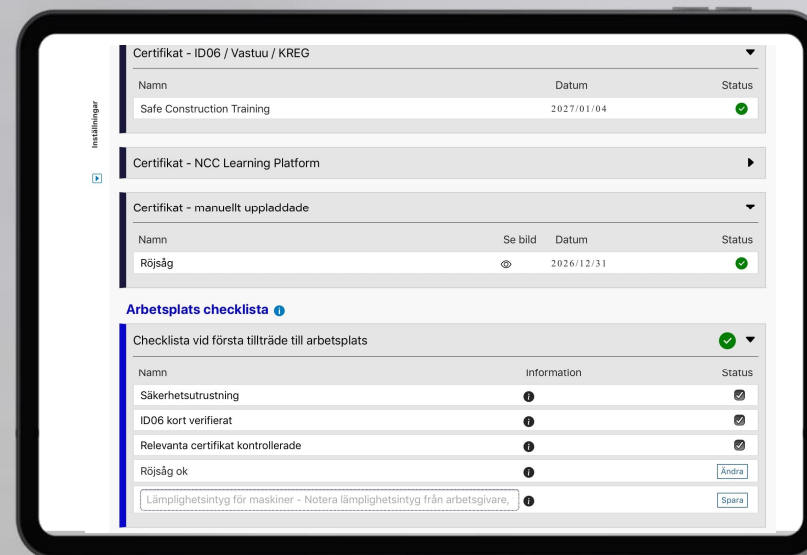 Inställningar
Certifikat - ID06 / Vastuu / KREG
Namn Datum Status
Safe Construction Training 2027/01/04
Certifikat - NCC Learning Platform
Certifikat - manuellt uppladdade
Namn Se bild Datum Status
Röjsåg 2026/12/31
Arbetsplats checklista
Checklista vid första tillträde till arbetsplats
Namn Information Status
Säkerhetsutrustning
ID06 kort verifierat
Relevanta certifikat kontrollerade
Röjsåg ok Ändra
Lämplighetsintyg för maskiner - Notera lämplighetsintyg från arbetsgivare, Spara